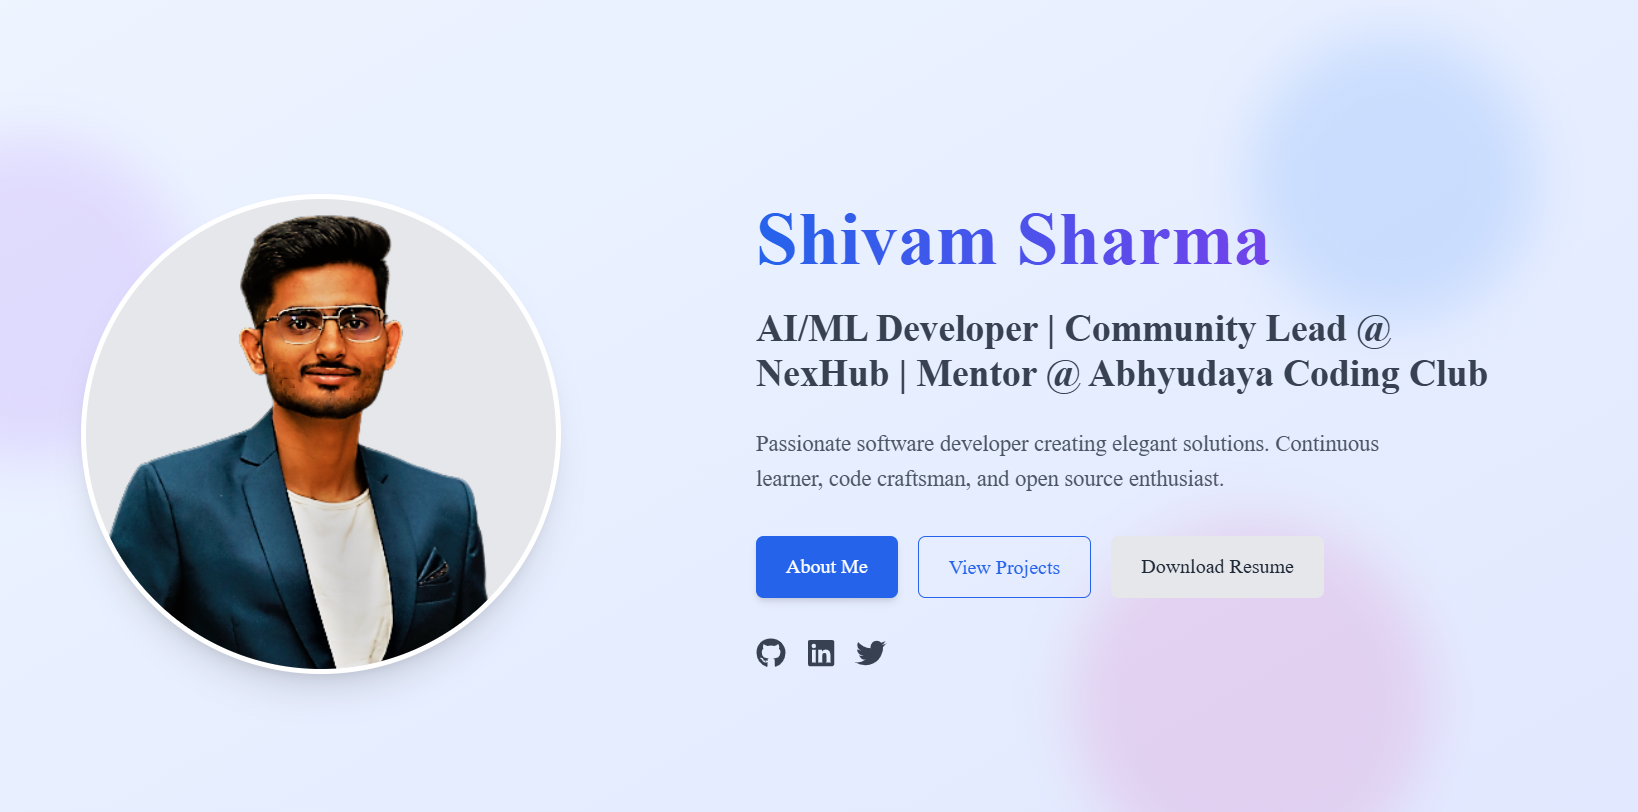 Shivam Sharma
AI/ML Developer | Community Lead @
NexHub | Mentor @ Abhyudaya Coding Club
Passionate software developer creating elegant solutions. Continuous
learner, code craftsman, and open source enthusiast.
About Me
View Projects
Download Resume